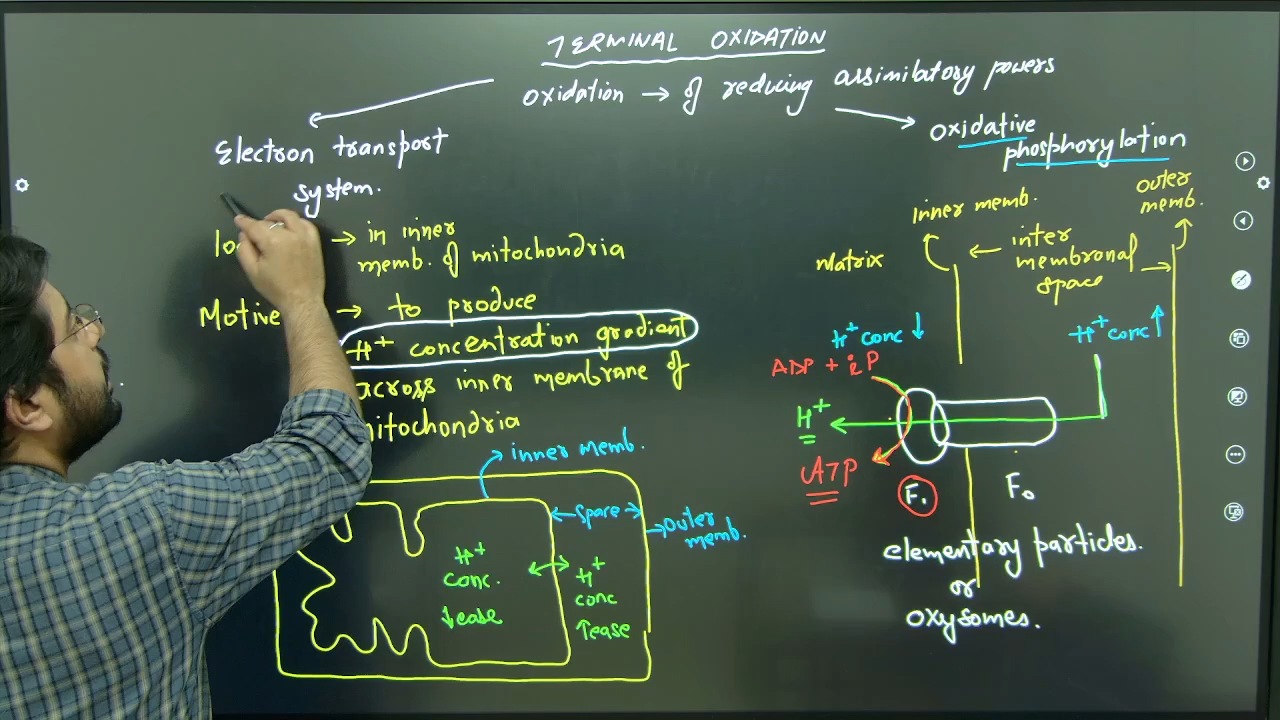 TERMINAL OXIDATION
oxidation → of reducing assimilatory powers
Electron transport
system.
→ in inner
memb. of mitochondria
Motive → to produce
H+ concentration gradient
across inner membrane of
mitochondria
inner memb.
←space→
→outer
memb.
H+
conc.
↓ease
H+
conc
↑ease
oxidative
phosphorylation
inner memb.
outer
memb.
matrix
← inter
membranal →
space
H+ conc ↓
H+ conc ↑
ADP + iP
H+
ATP
F1
F0
elementary particles.
or
oxysomes.